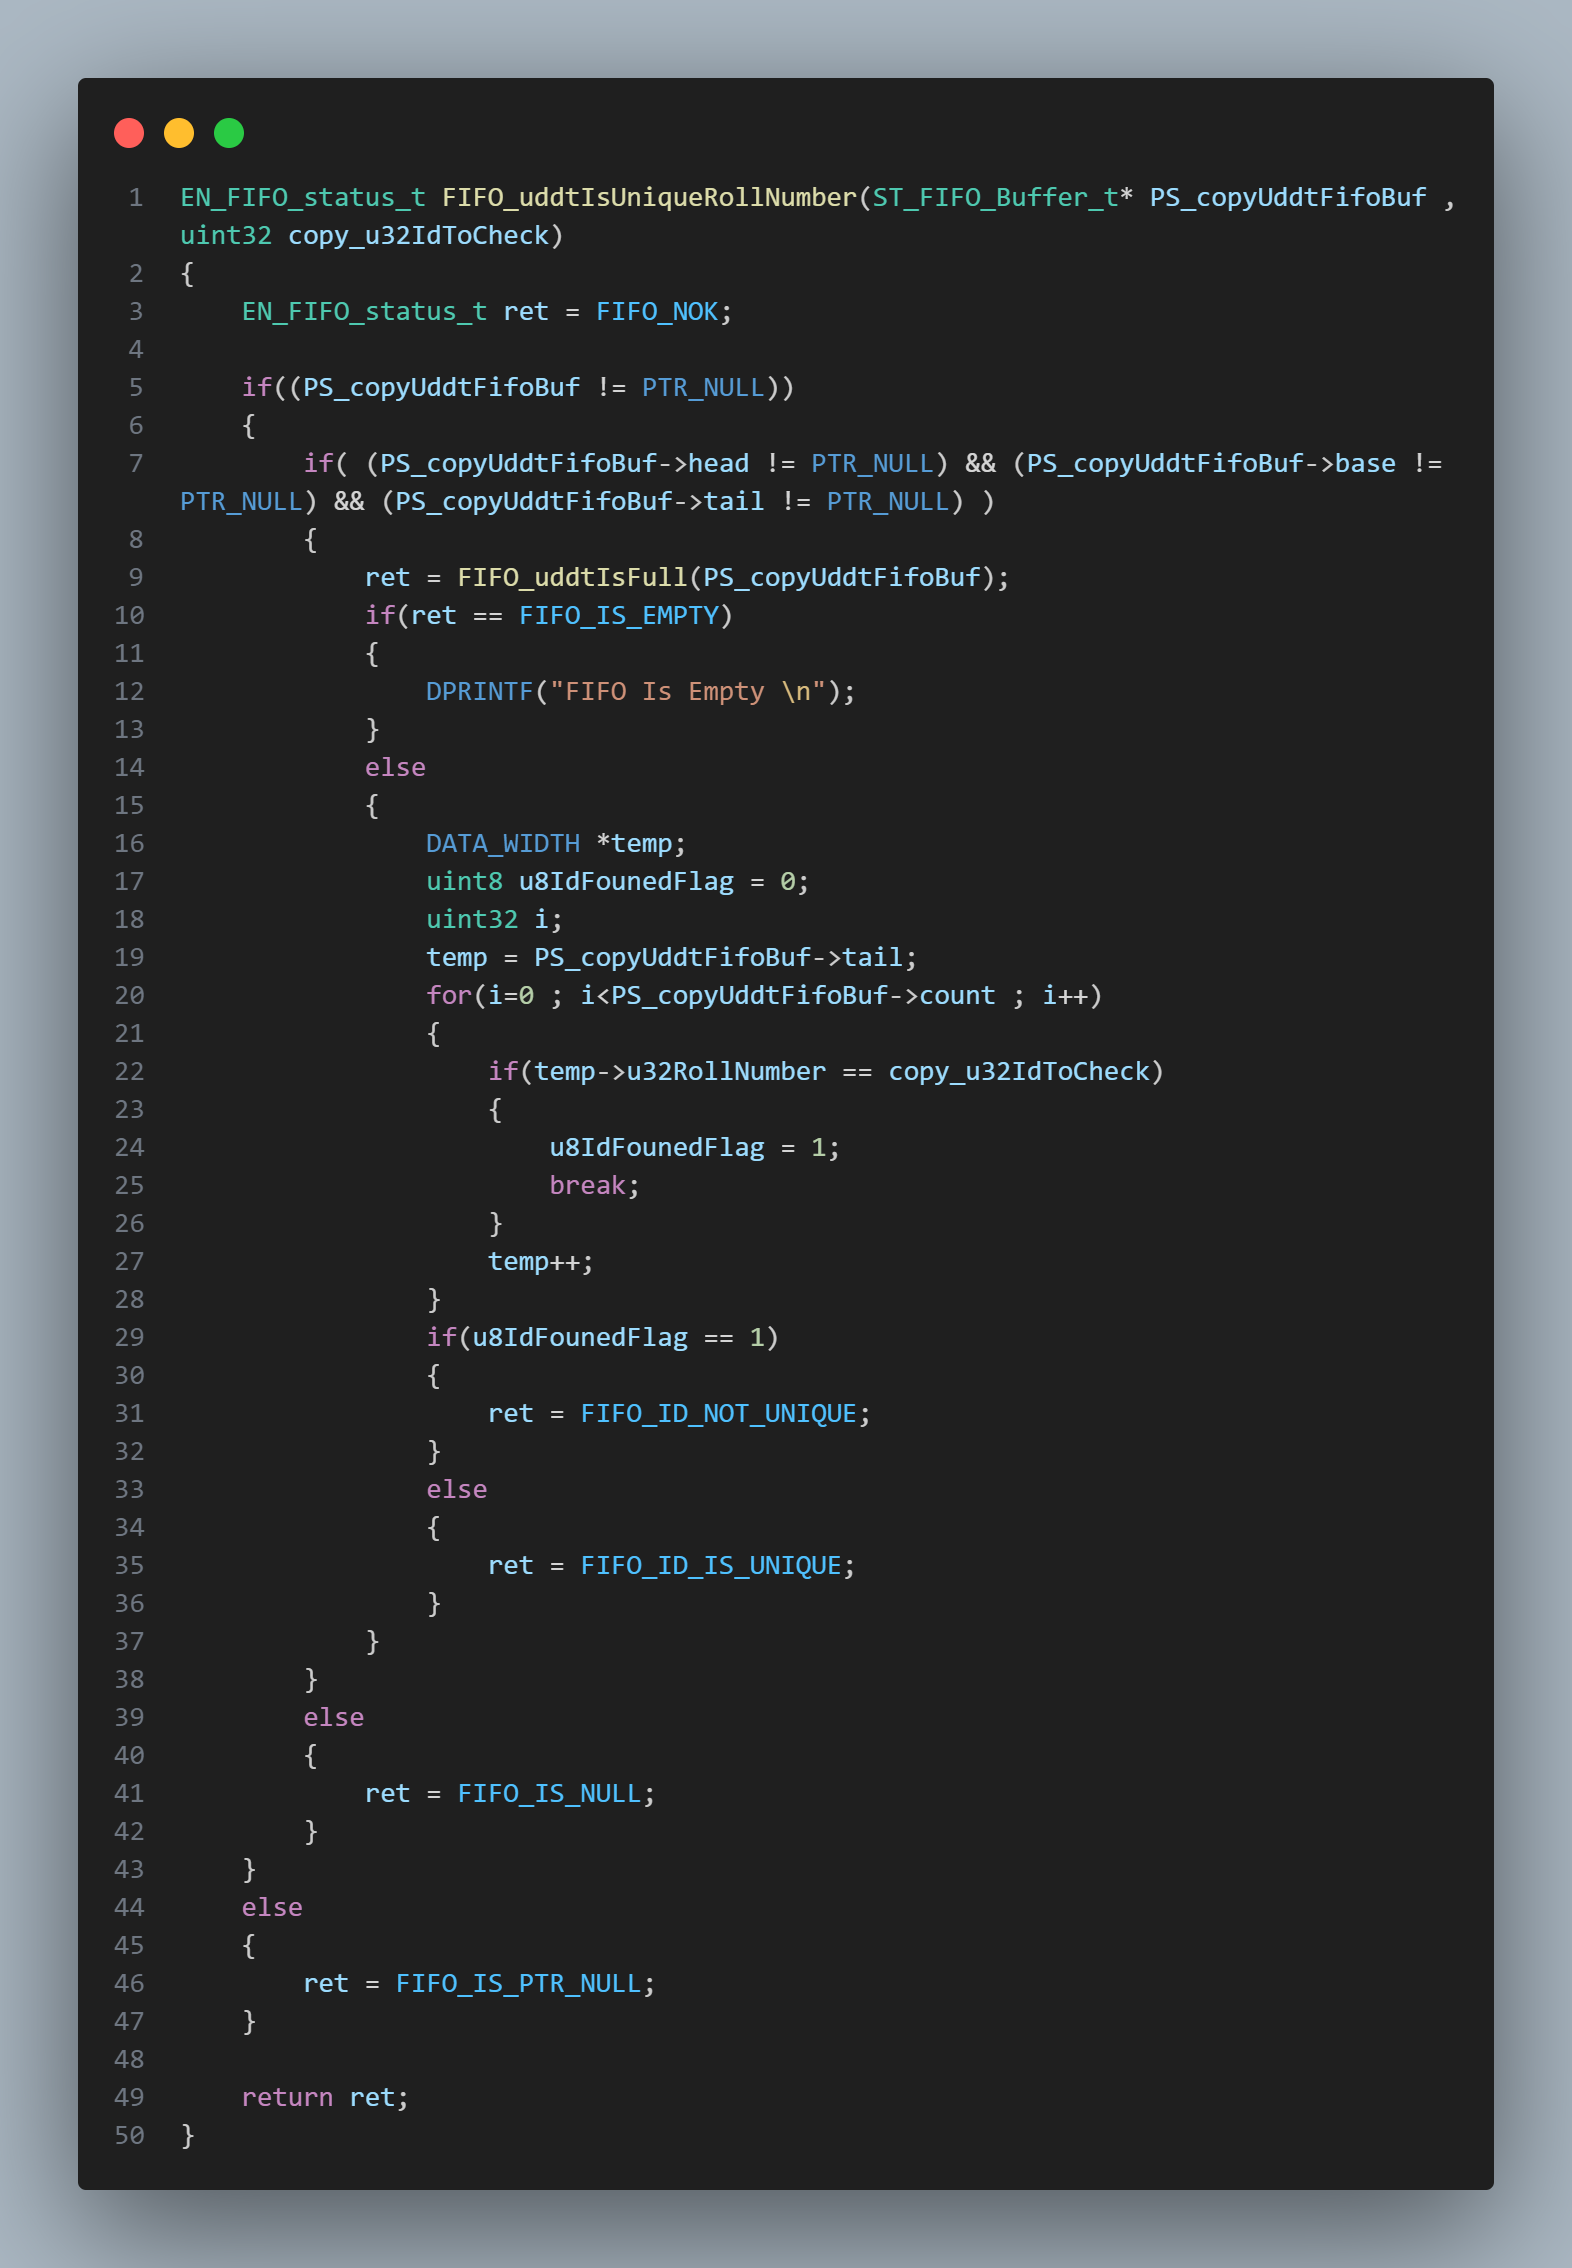 1 EN_FIFO_status_t FIFO_uddtIsUniqueRollNumber(ST_FIFO_Buffer_t* PS_copyUddtFifoBuf ,
uint32 copy_u32IdToCheck)
2 {
3     EN_FIFO_status_t ret = FIFO_NOK;
4
5     if((PS_copyUddtFifoBuf != PTR_NULL))
6     {
7         if( (PS_copyUddtFifoBuf->head != PTR_NULL) && (PS_copyUddtFifoBuf->base !=
PTR_NULL) && (PS_copyUddtFifoBuf->tail != PTR_NULL) )
8         {
9             ret = FIFO_uddtIsFull(PS_copyUddtFifoBuf);
10             if(ret == FIFO_IS_EMPTY)
11             {
12                 DPRINTF("FIFO Is Empty \n");
13             }
14             else
15             {
16                 DATA_WIDTH *temp;
17                 uint8 u8IdFounedFlag = 0;
18                 uint32 i;
19                 temp = PS_copyUddtFifoBuf->tail;
20                 for(i=0 ; i<PS_copyUddtFifoBuf->count ; i++)
21                 {
22                     if(temp->u32RollNumber == copy_u32IdToCheck)
23                     {
24                         u8IdFounedFlag = 1;
25                         break;
26                     }
27                     temp++;
28                 }
29                 if(u8IdFounedFlag == 1)
30                 {
31                     ret = FIFO_ID_NOT_UNIQUE;
32                 }
33                 else
34                 {
35                     ret = FIFO_ID_IS_UNIQUE;
36                 }
37             }
38         }
39         else
40         {
41             ret = FIFO_IS_NULL;
42         }
43     }
44     else
45     {
46         ret = FIFO_IS_PTR_NULL;
47     }
48
49     return ret;
50 }